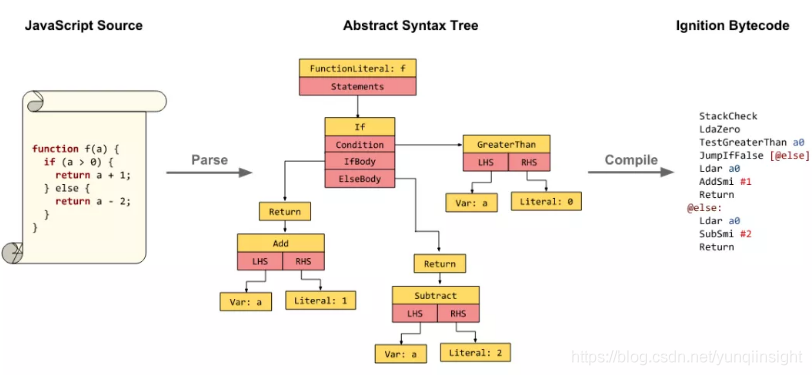 JavaScript Source
Abstract Syntax Tree
Ignition Bytecode
function f(a) {
if (a > 0) {
return a + 1;
} else {
return a - 2;
}
}
Parse
FunctionLiteral: f
Statements
If
Condition
IfBody
ElseBody
GreaterThan
LHS RHS
Var: a
Literal: 0
Return
Add
LHS RHS
Var: a
Literal: 1
Return
Subtract
LHS RHS
Var: a
Literal: 2
Compile
StackCheck
LdaZero
TestGreaterThan a0
JumpIfFalse [@else]
Ldar a0
AddSmi #1
Return
@else:
Ldar a0
SubSmi #2
Return
https://blog.csdn.net/yunqiinsight